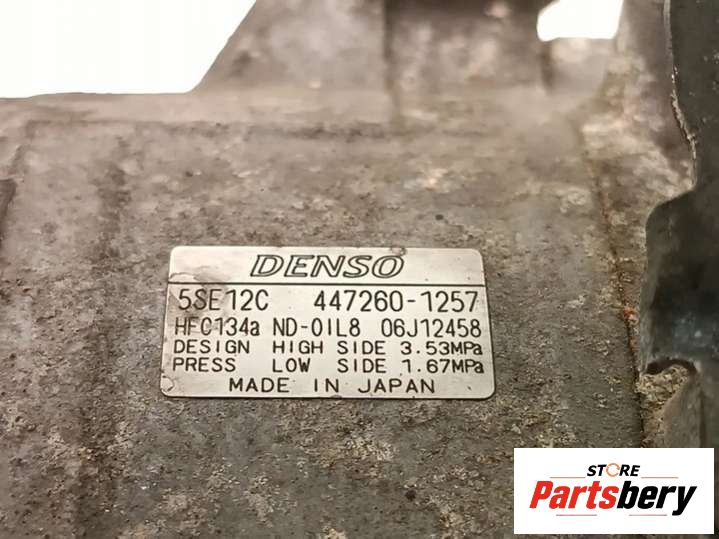 DENSO
5SE12C 447260-1257
HFC134a ND-OIL8 06J12458
DESIGN HIGH SIDE 3.53MPa
PRESS LOW SIDE 1.67MPa
MADE IN JAPAN
STORE
Partsbery